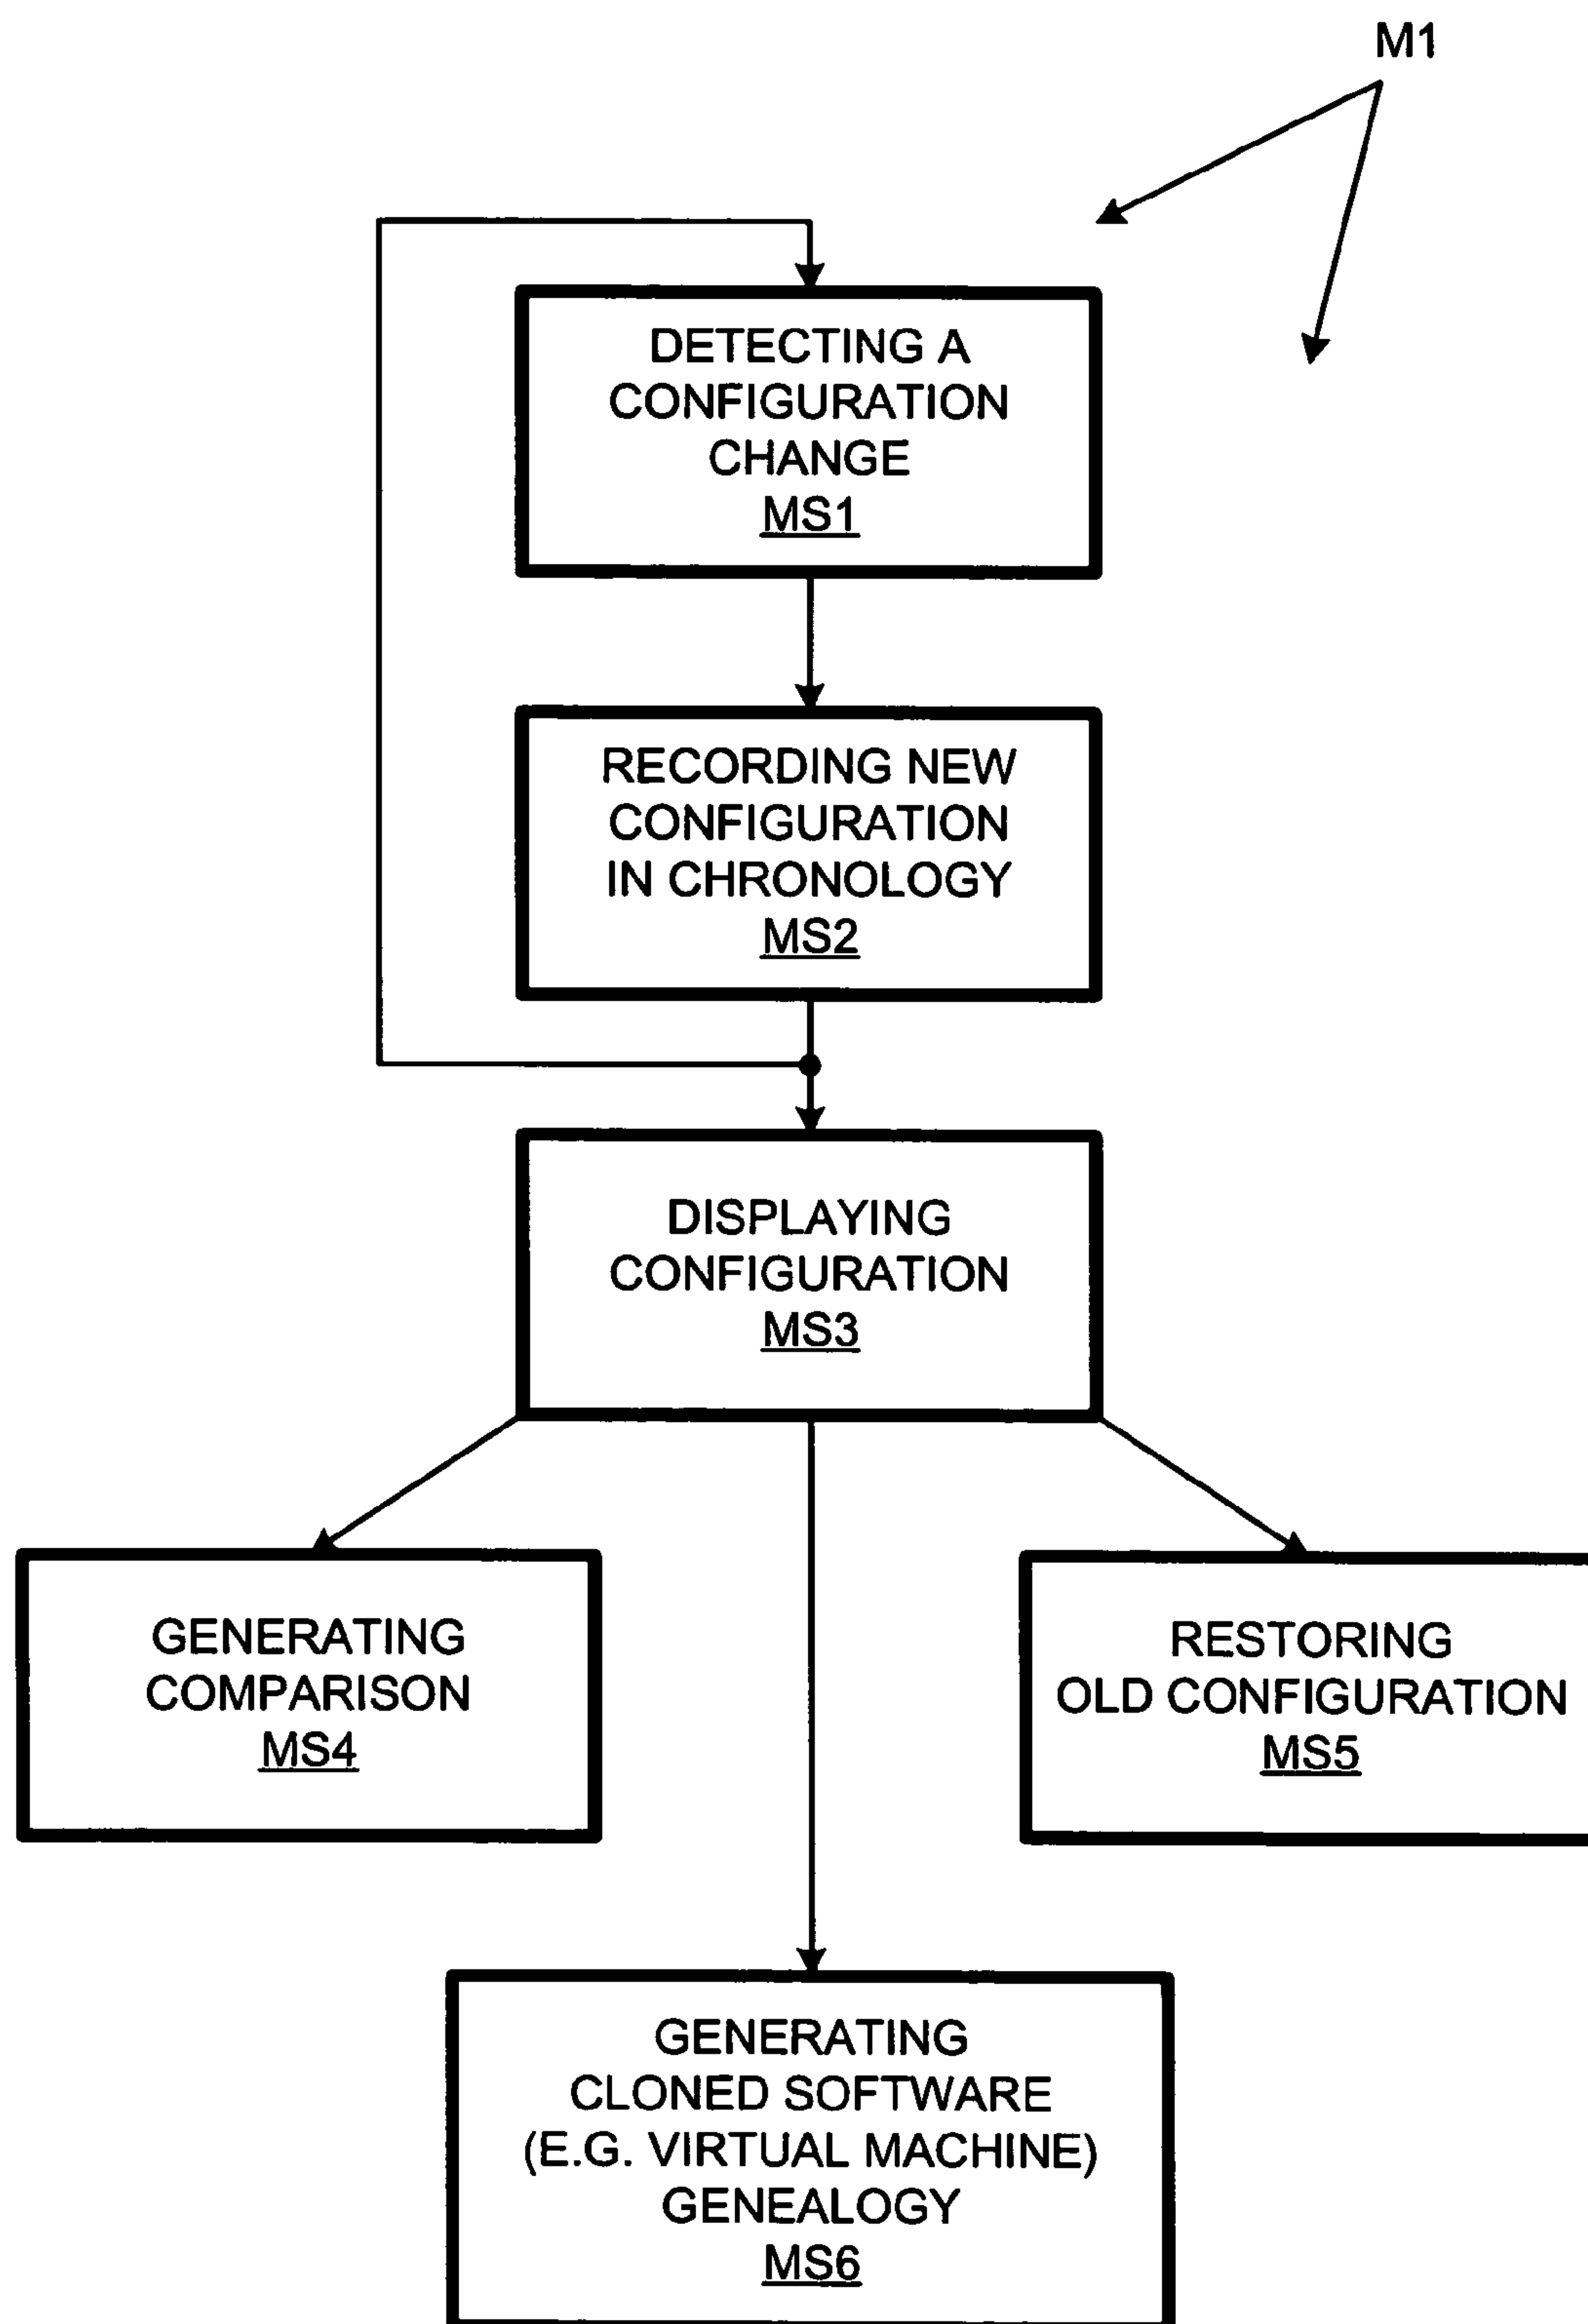 M1
DETECTING A
CONFIGURATION
CHANGE
MS1
RECORDING NEW
CONFIGURATION
IN CHRONOLOGY
MS2
DISPLAYING
CONFIGURATION
MS3
GENERATING
COMPARISON
MS4
RESTORING
OLD CONFIGURATION
MS5
GENERATING
CLONED SOFTWARE
(E.G. VIRTUAL MACHINE)
GENEALOGY
MS6